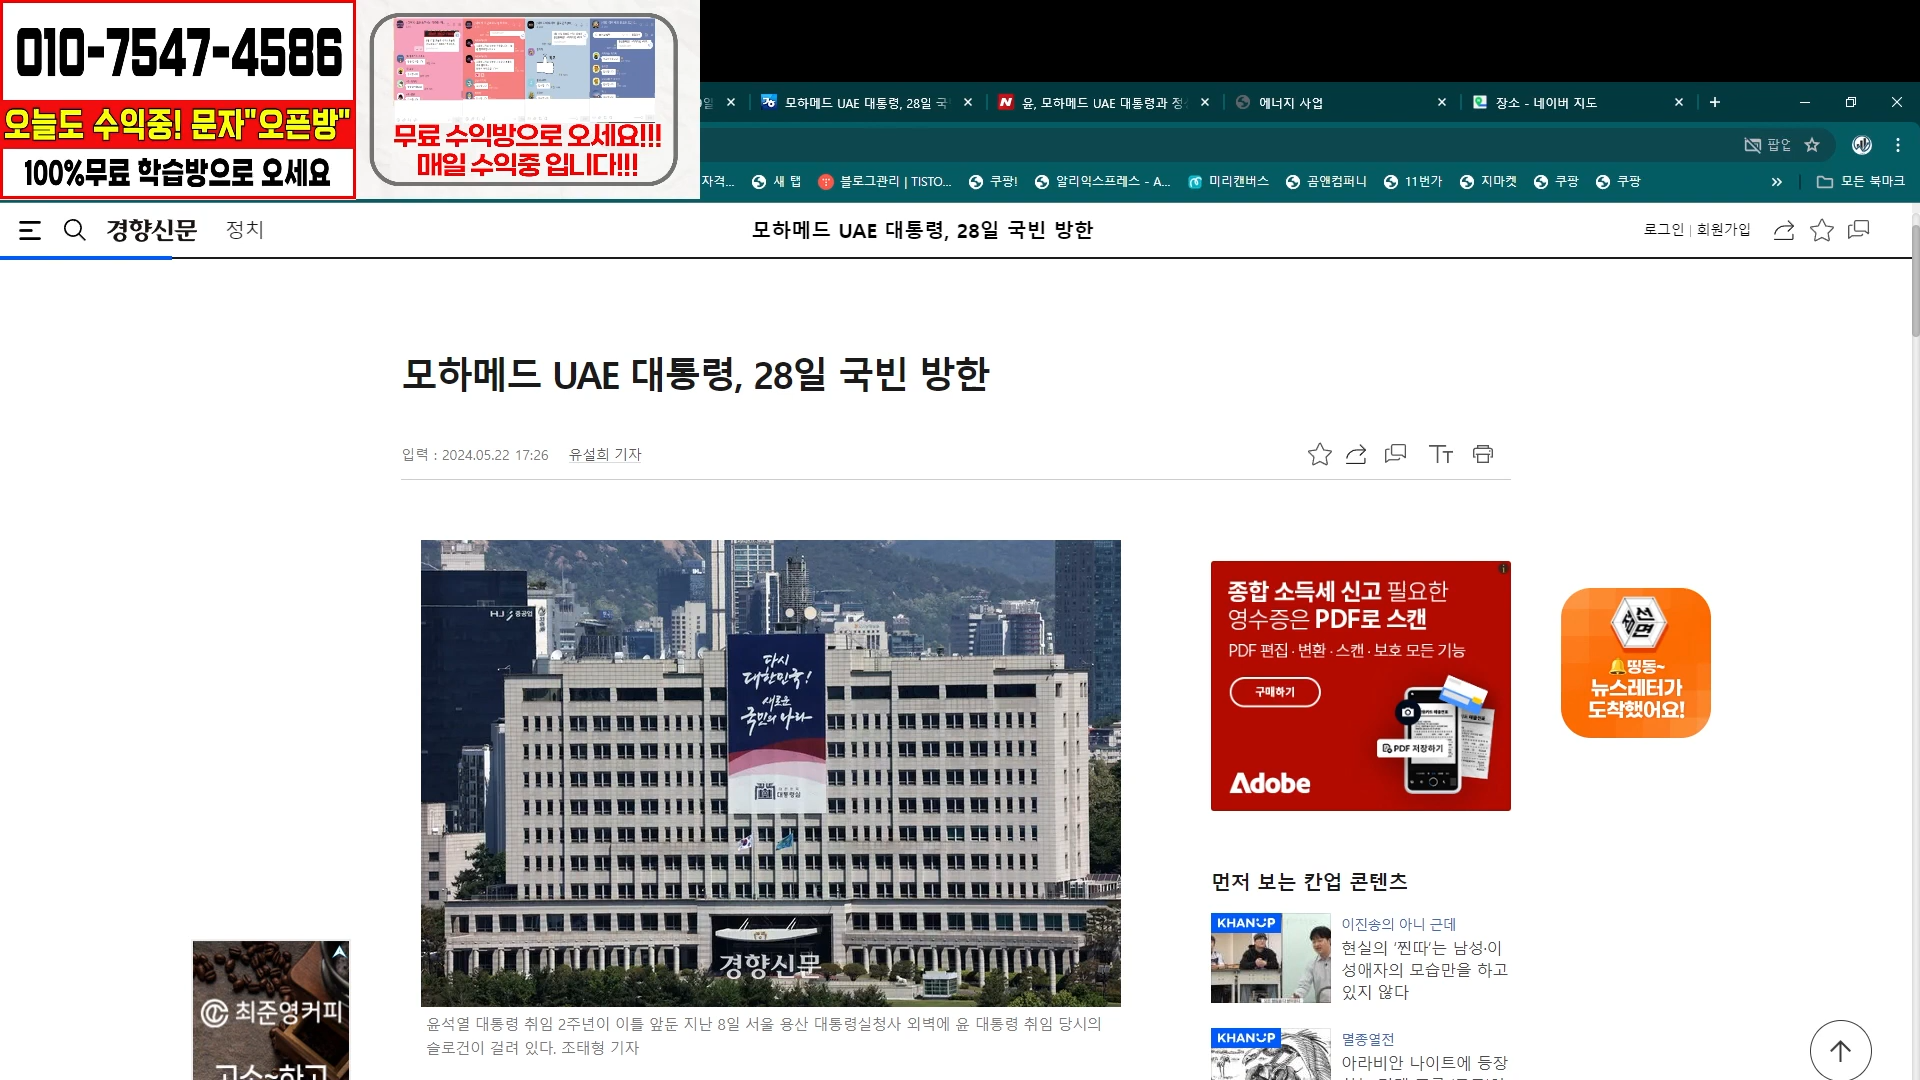 010-7547-4586
오늘도 수익중! 문자"오픈방"
100%무료 학습방으로 오세요
무료 수익방으로 오세요!!!
매일 수익중 입니다!!!
모하메드 UAE 대통령, 28일 국빈
윤, 모하메드 UAE 대통령과 정
에너지 사업
장소 - 네이버 지도
자격...
새 탭
블로그관리 | TISTO...
쿠팡!
알리익스프레스 - A...
미리캔버스
곰앤컴퍼니
11번가
지마켓
쿠팡
쿠팡
모든 북마크
경향신문
정치
모하메드 UAE 대통령, 28일 국빈 방한
로그인 | 회원가입
모하메드 UAE 대통령, 28일 국빈 방한
입력 : 2024.05.22 17:26
유설희 기자
HJ 중공업
다시
대한민국!
새로운
국민의 나라
대통령실
경향신문
윤석열 대통령 취임 2주년이 이틀 앞둔 지난 8일 서울 용산 대통령실청사 외벽에 윤 대통령 취임 당시의
슬로건이 걸려 있다. 조태형 기자
종합 소득세 신고 필요한
영수증은 PDF로 스캔
PDF 편집 · 변환 · 스캔 · 보호 모든 기능
구매하기
PDF 저장하기
Adobe
🔔띵동~
뉴스레터가
도착했어요!
먼저 보는 칸업 콘텐츠
KHANUP
이진송의 아니 근데
현실의 ‘찐따’는 남성·이
성애자의 모습만을 하고
있지 않다
KHANUP
멸종열전
아라비안 나이트에 등장
최준영커피
고소~하고